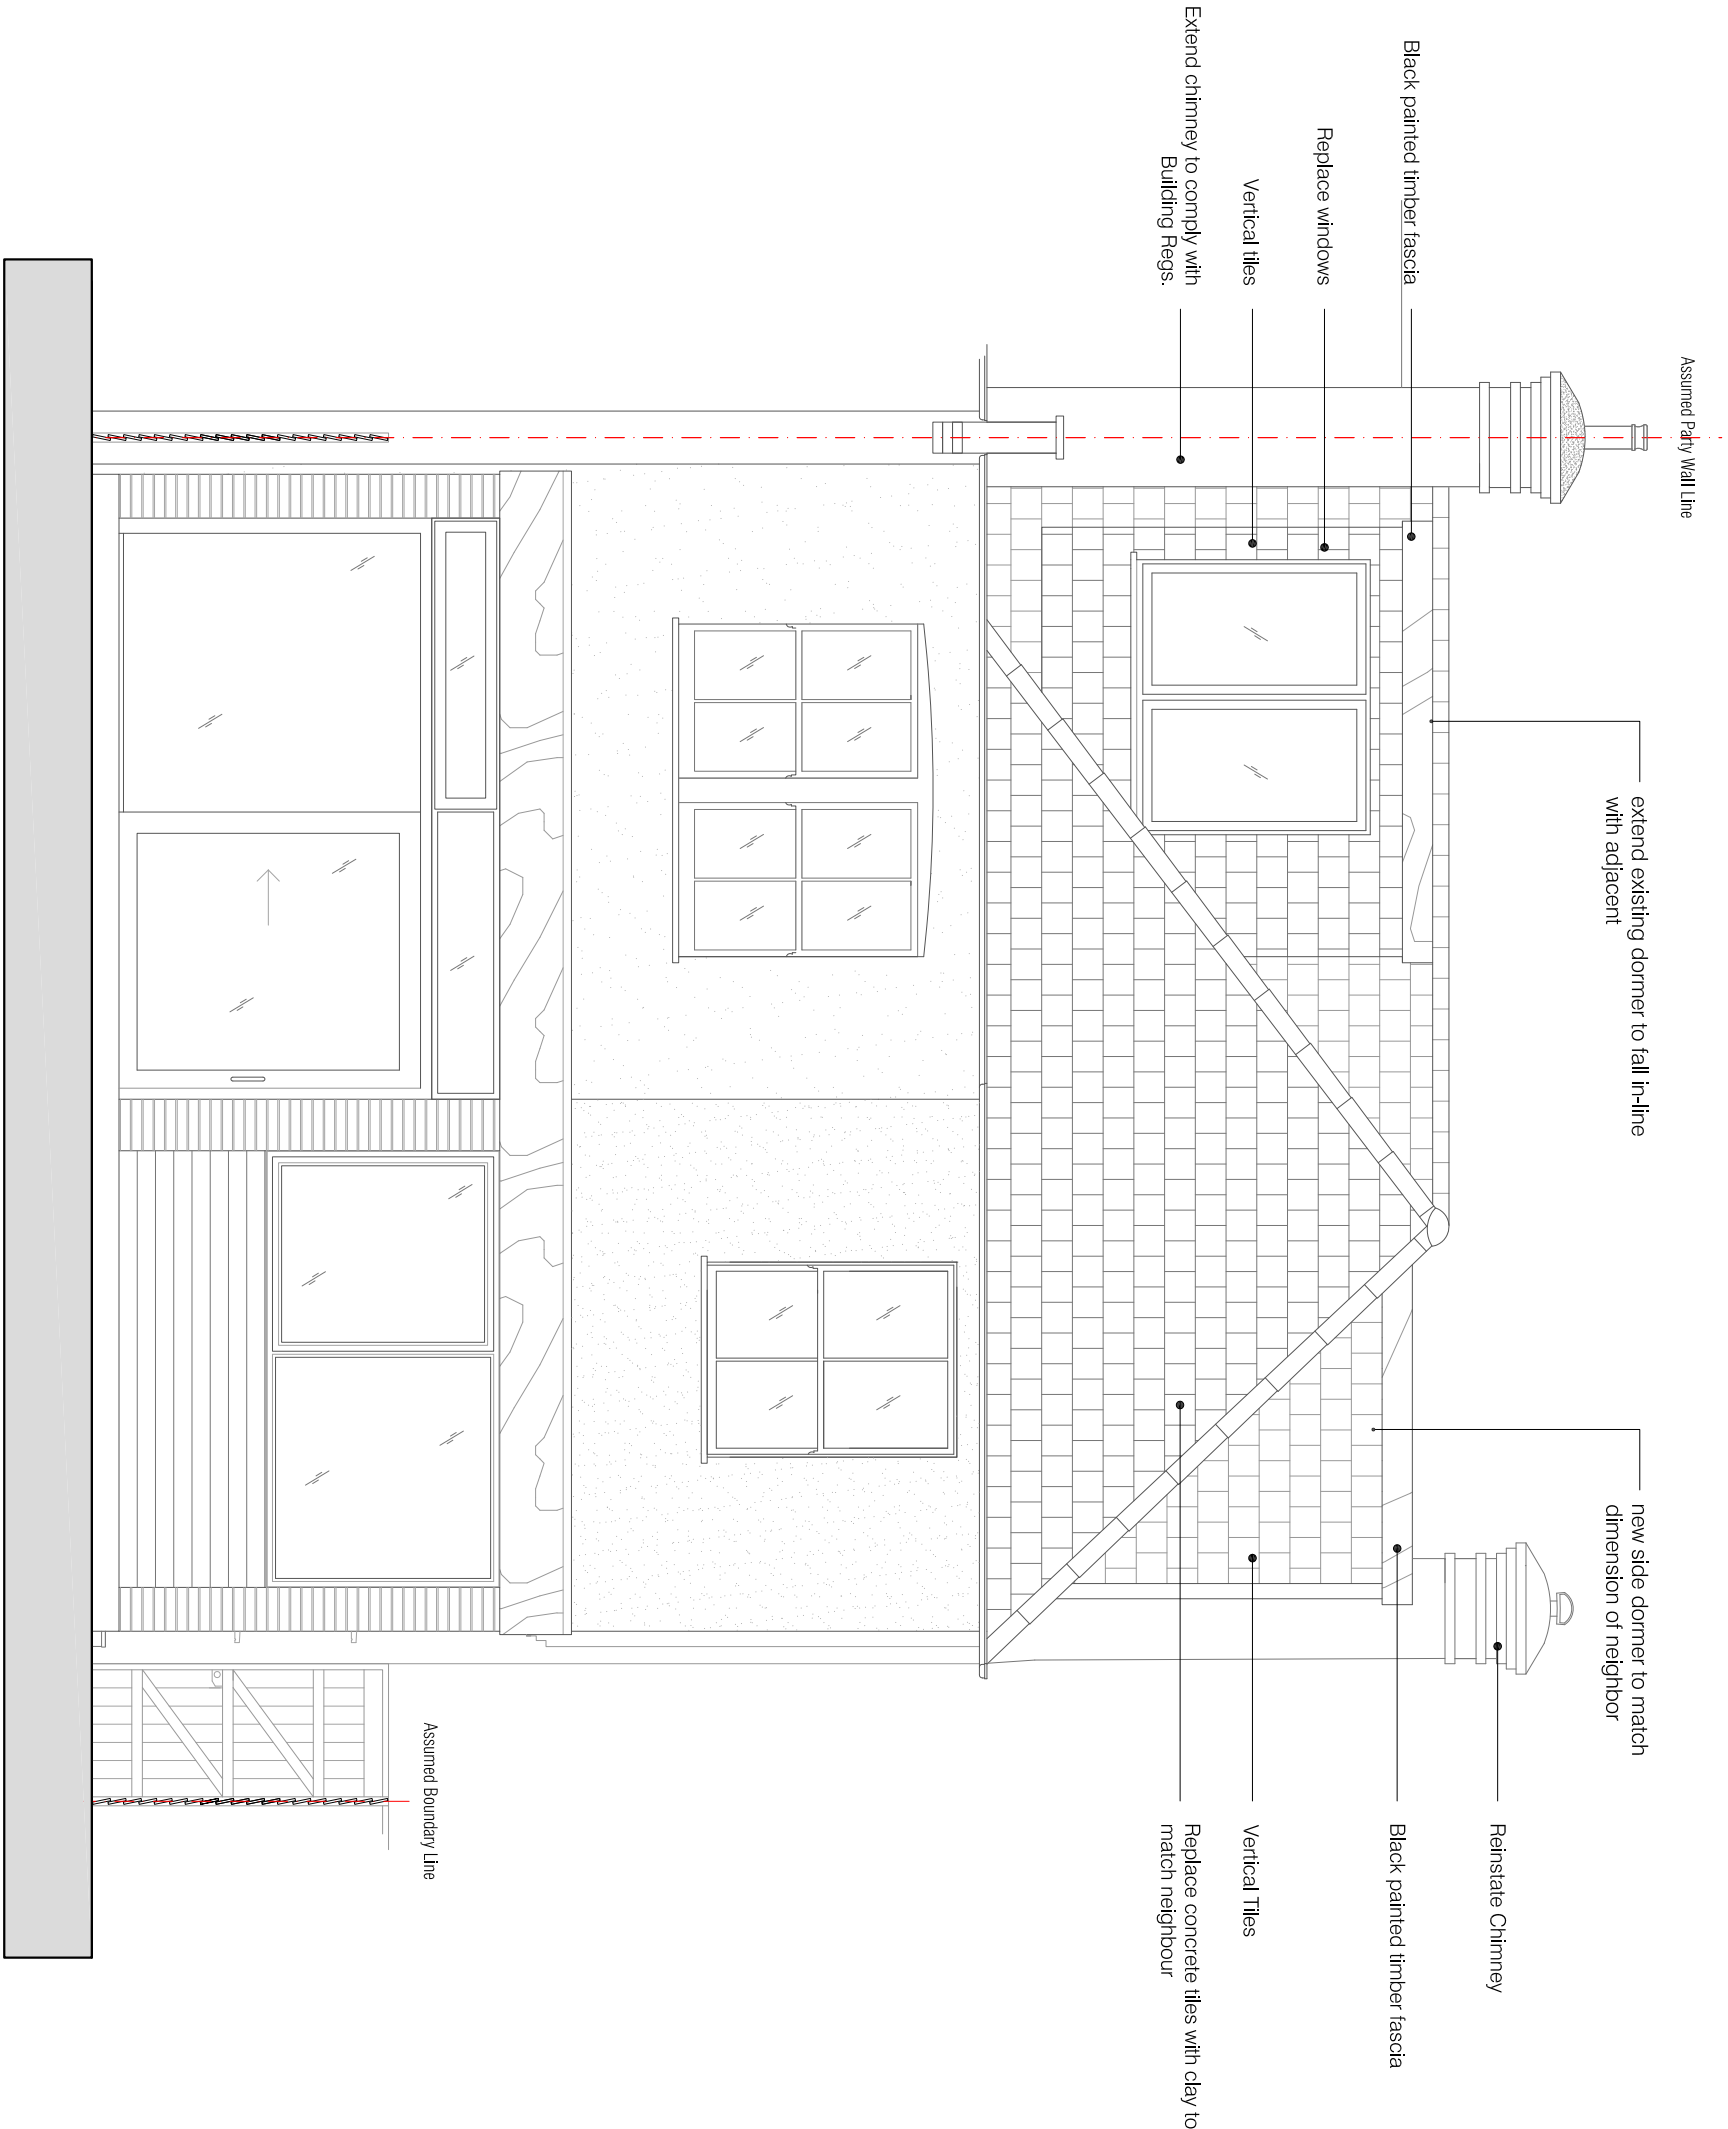 Assumed Party Wall Line
extend existing dormer to fall in-line
with adjacent
new side dormer to match
dimension of neighbor
Black painted timber fascia
Replace windows
Vertical tiles
Extend chimney to comply with
Building Regs.
Reinstate Chimney
Black painted timber fascia
Vertical Tiles
Replace concrete tiles with clay to
match neighbour
Assumed Boundary Line